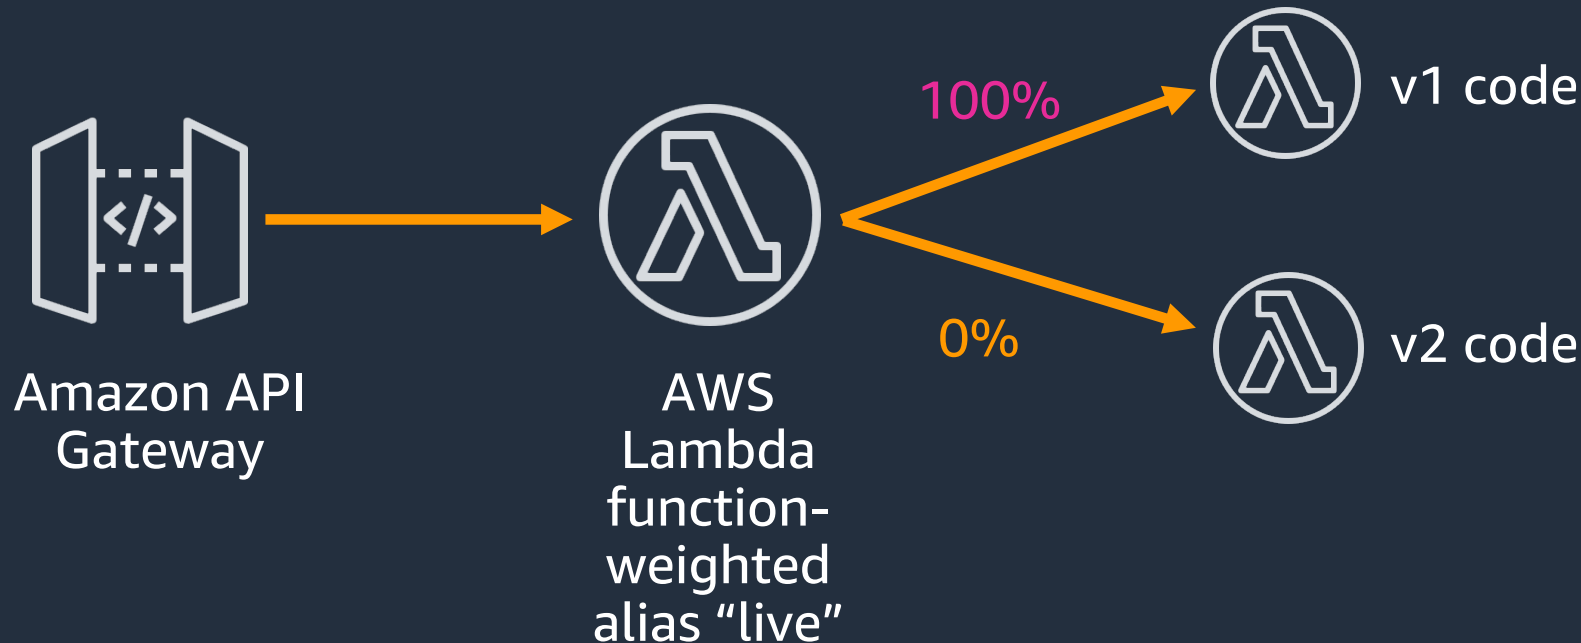 Amazon API
Gateway
</>
AWS
Lambda
function-
weighted
alias “live”
100%
0%
v1 code
v2 code